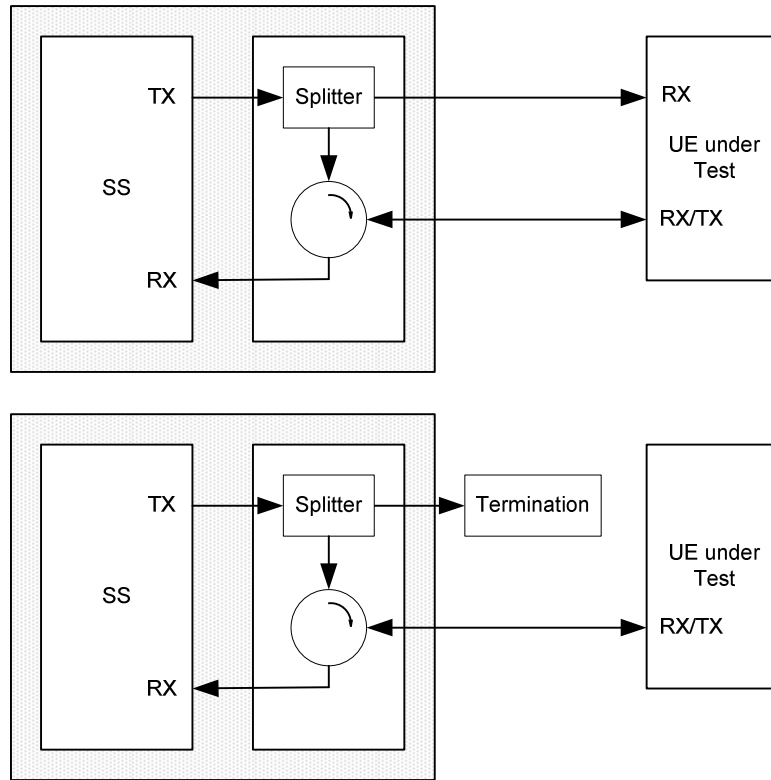 TX
Splitter
RX
SS
UE under
Test
RX/TX
RX
TX
Splitter
Termination
SS
UE under
Test
RX/TX
RX